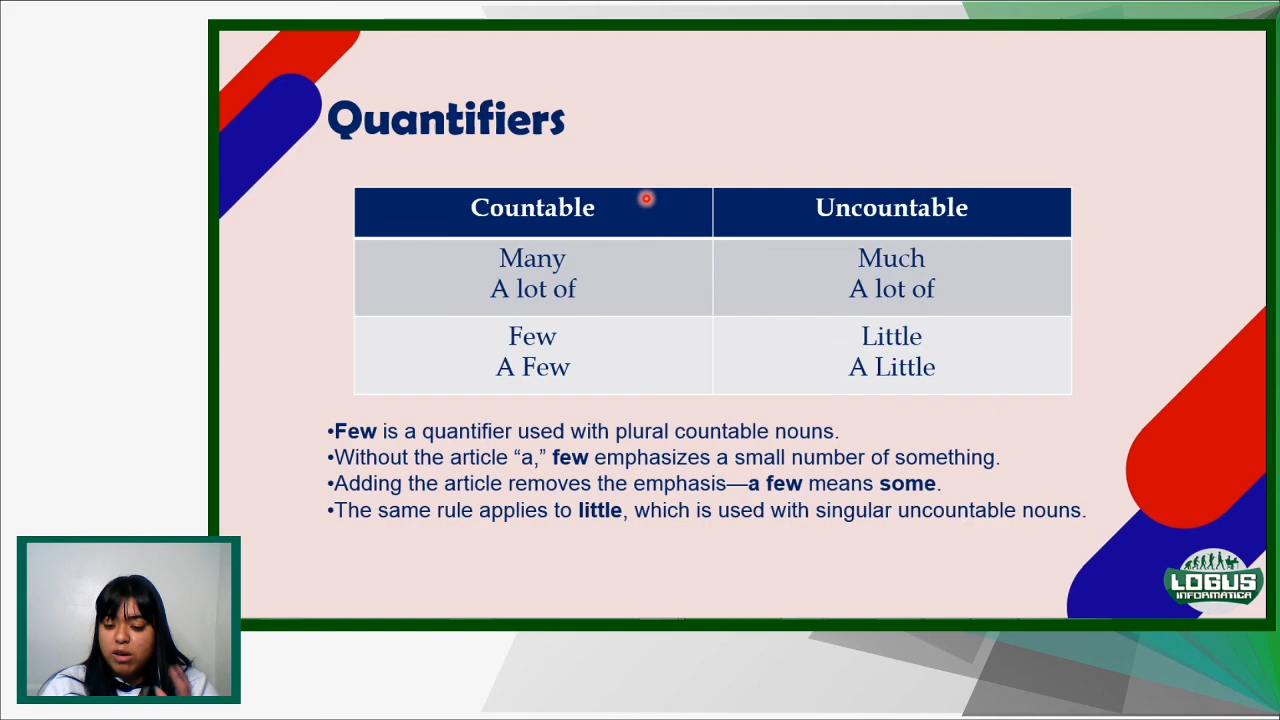 Quantifiers
Countable
Uncountable
Many
A lot of
Much
A lot of
Few
A Few
Little
A Little
•Few is a quantifier used with plural countable nouns.
•Without the article “a,” few emphasizes a small number of something.
•Adding the article removes the emphasis—a few means some.
•The same rule applies to little, which is used with singular uncountable nouns.
LOGUS
INFORMATICA